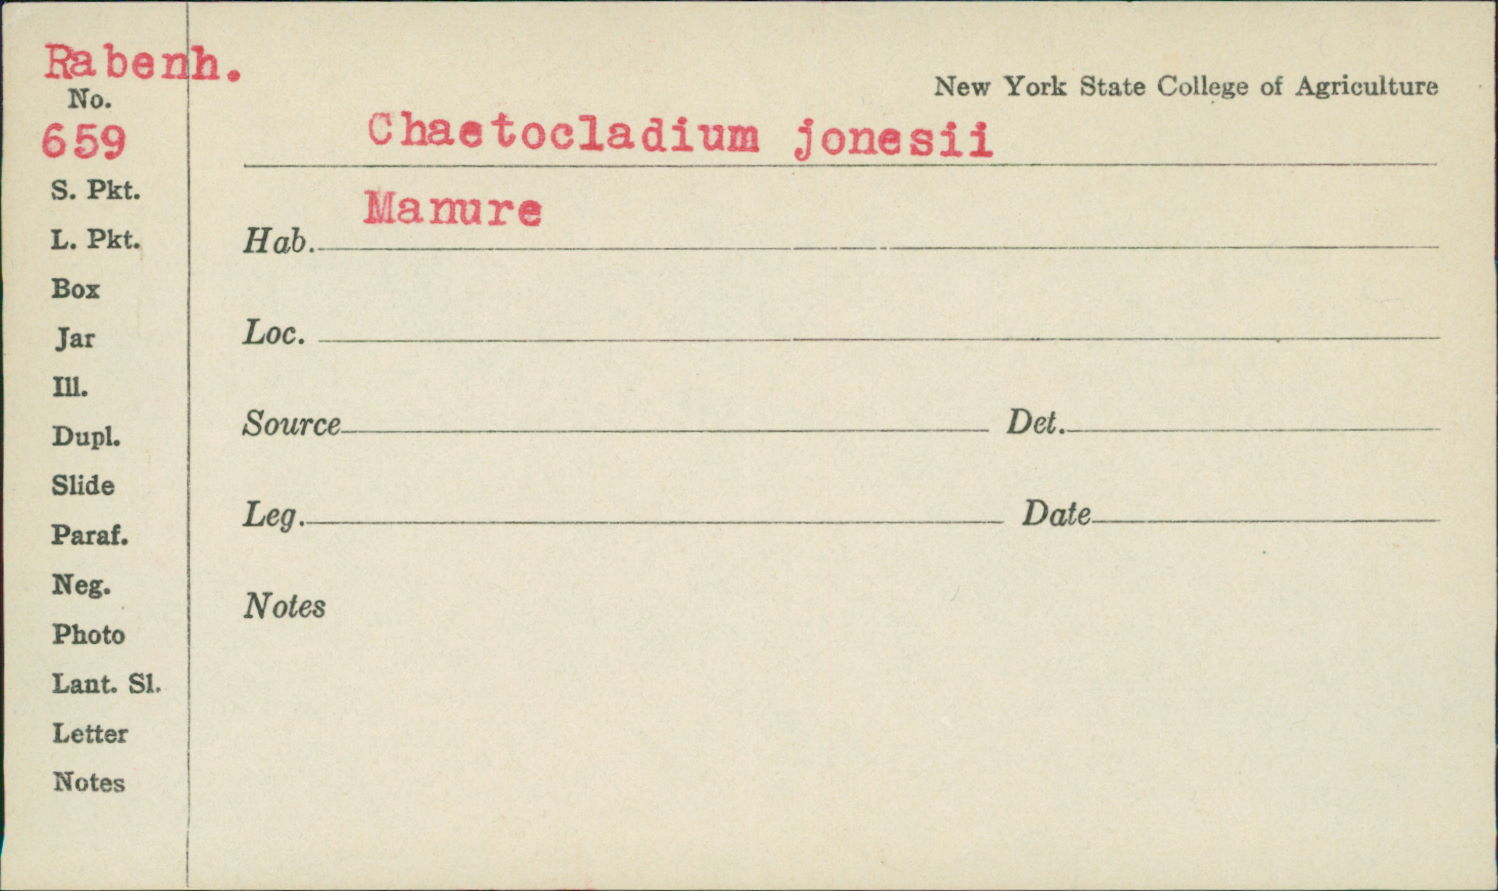 Rabenh.
No.
659
New York State College of Agriculture
Chaetocladium jonesii
Manure
Hab.
Loc.
Source Det.
Leg. Date
Notes
S. Pkt.
L. Pkt.
Box
Jar
Ill.
Dupl.
Slide
Paraf.
Neg.
Photo
Lant. Sl.
Letter
Notes